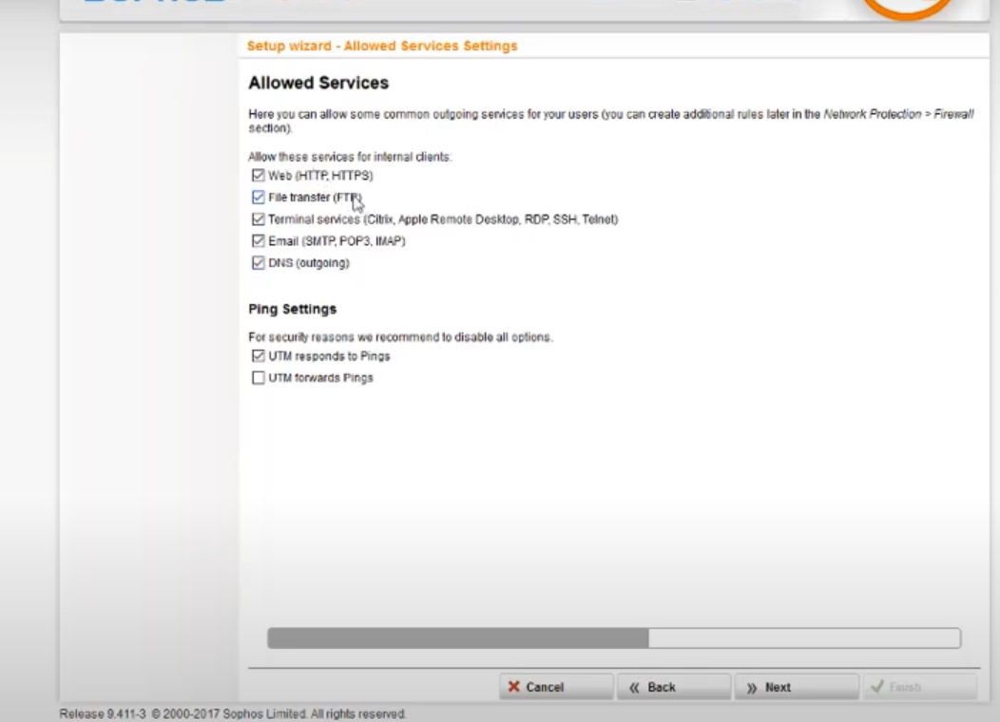 Setup wizard - Allowed Services Settings
Allowed Services
Here you can allow some common outgoing services for your users (you can create additional rules later in the Network Protection > Firewall
section).
Allow these services for internal clients:
Web (HTTP, HTTPS)
File transfer (FTP)
Terminal services (Citrix, Apple Remote Desktop, RDP, SSH, Telnet)
Email (SMTP, POP3, IMAP)
DNS (outgoing)
Ping Settings
For security reasons we recommend to disable all options.
UTM responds to Pings
UTM forwards Pings
Cancel
Back
Next
Finish
Release 9.411-3 © 2000-2017 Sophos Limited. All rights reserved.